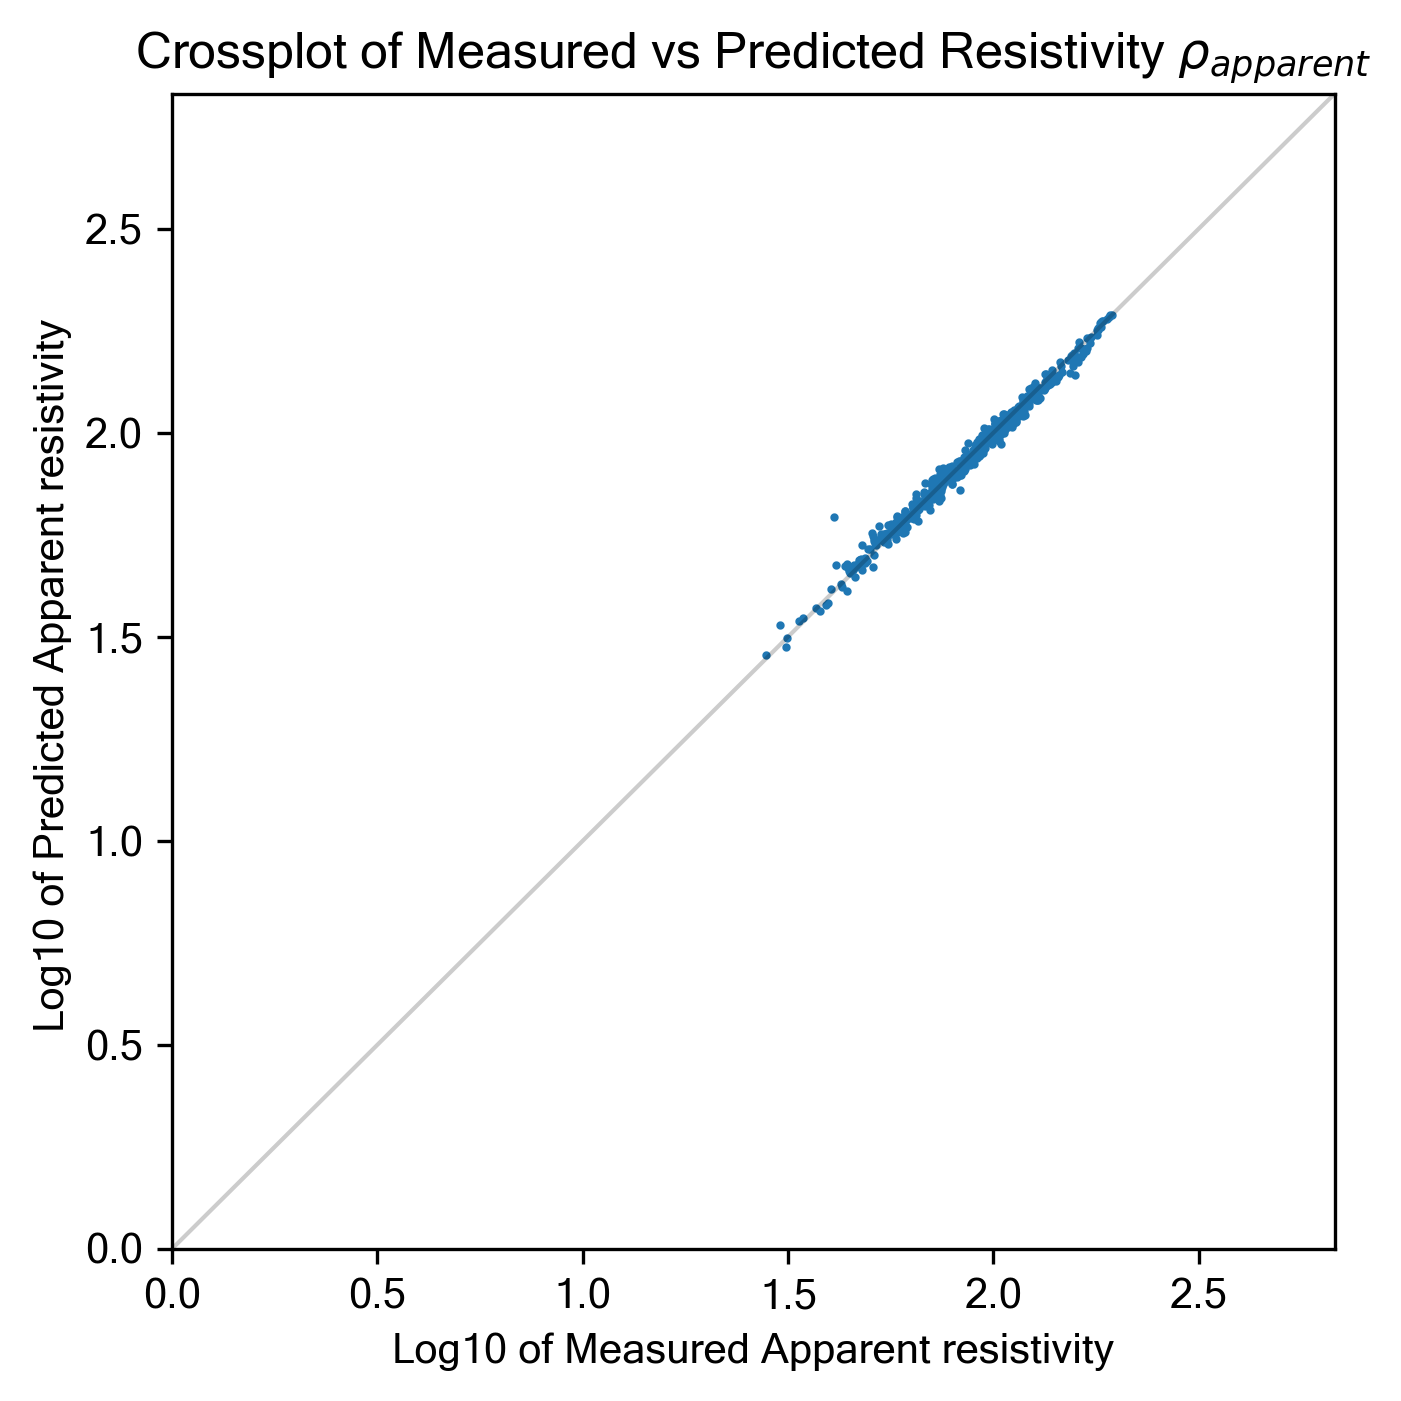 Crossplot of Measured vs Predicted Resistivity ρapparent
Log10 of Predicted Apparent resistivity
2.5
2.0
1.5
1.0
0.5
0.0
0.0 0.5 1.0 1.5 2.0 2.5
Log10 of Measured Apparent resistivity